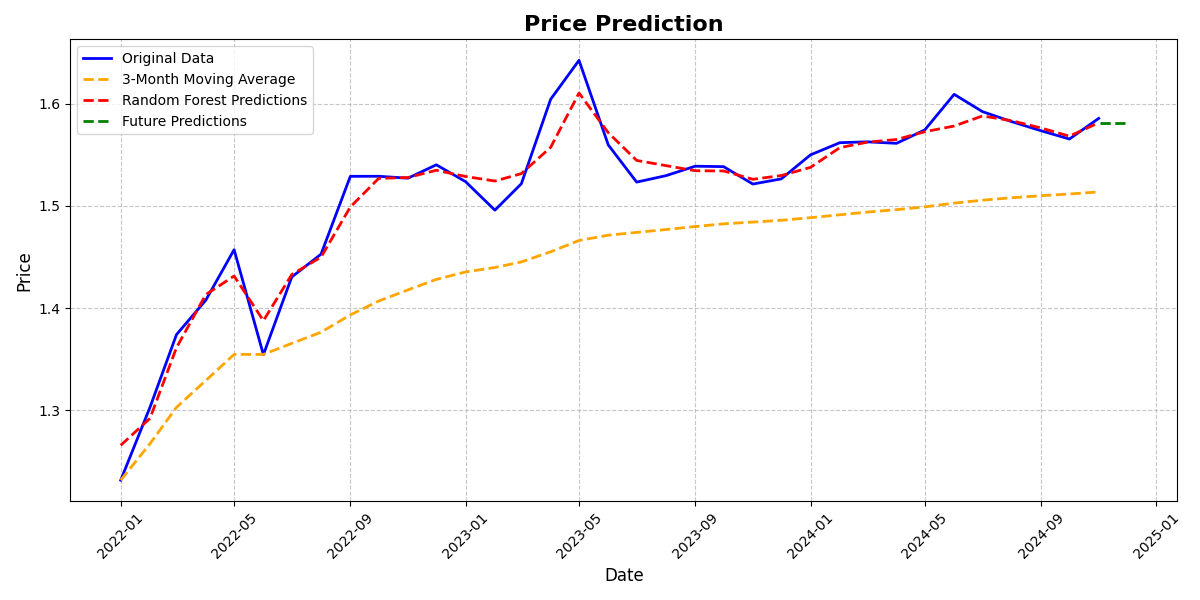 Price Prediction
Original Data
3-Month Moving Average
Random Forest Predictions
Future Predictions
Price
1.6
1.5
1.4
1.3
2022-01
2022-05
2022-09
2023-01
2023-05
2023-09
2024-01
2024-05
2024-09
2025-01
Date